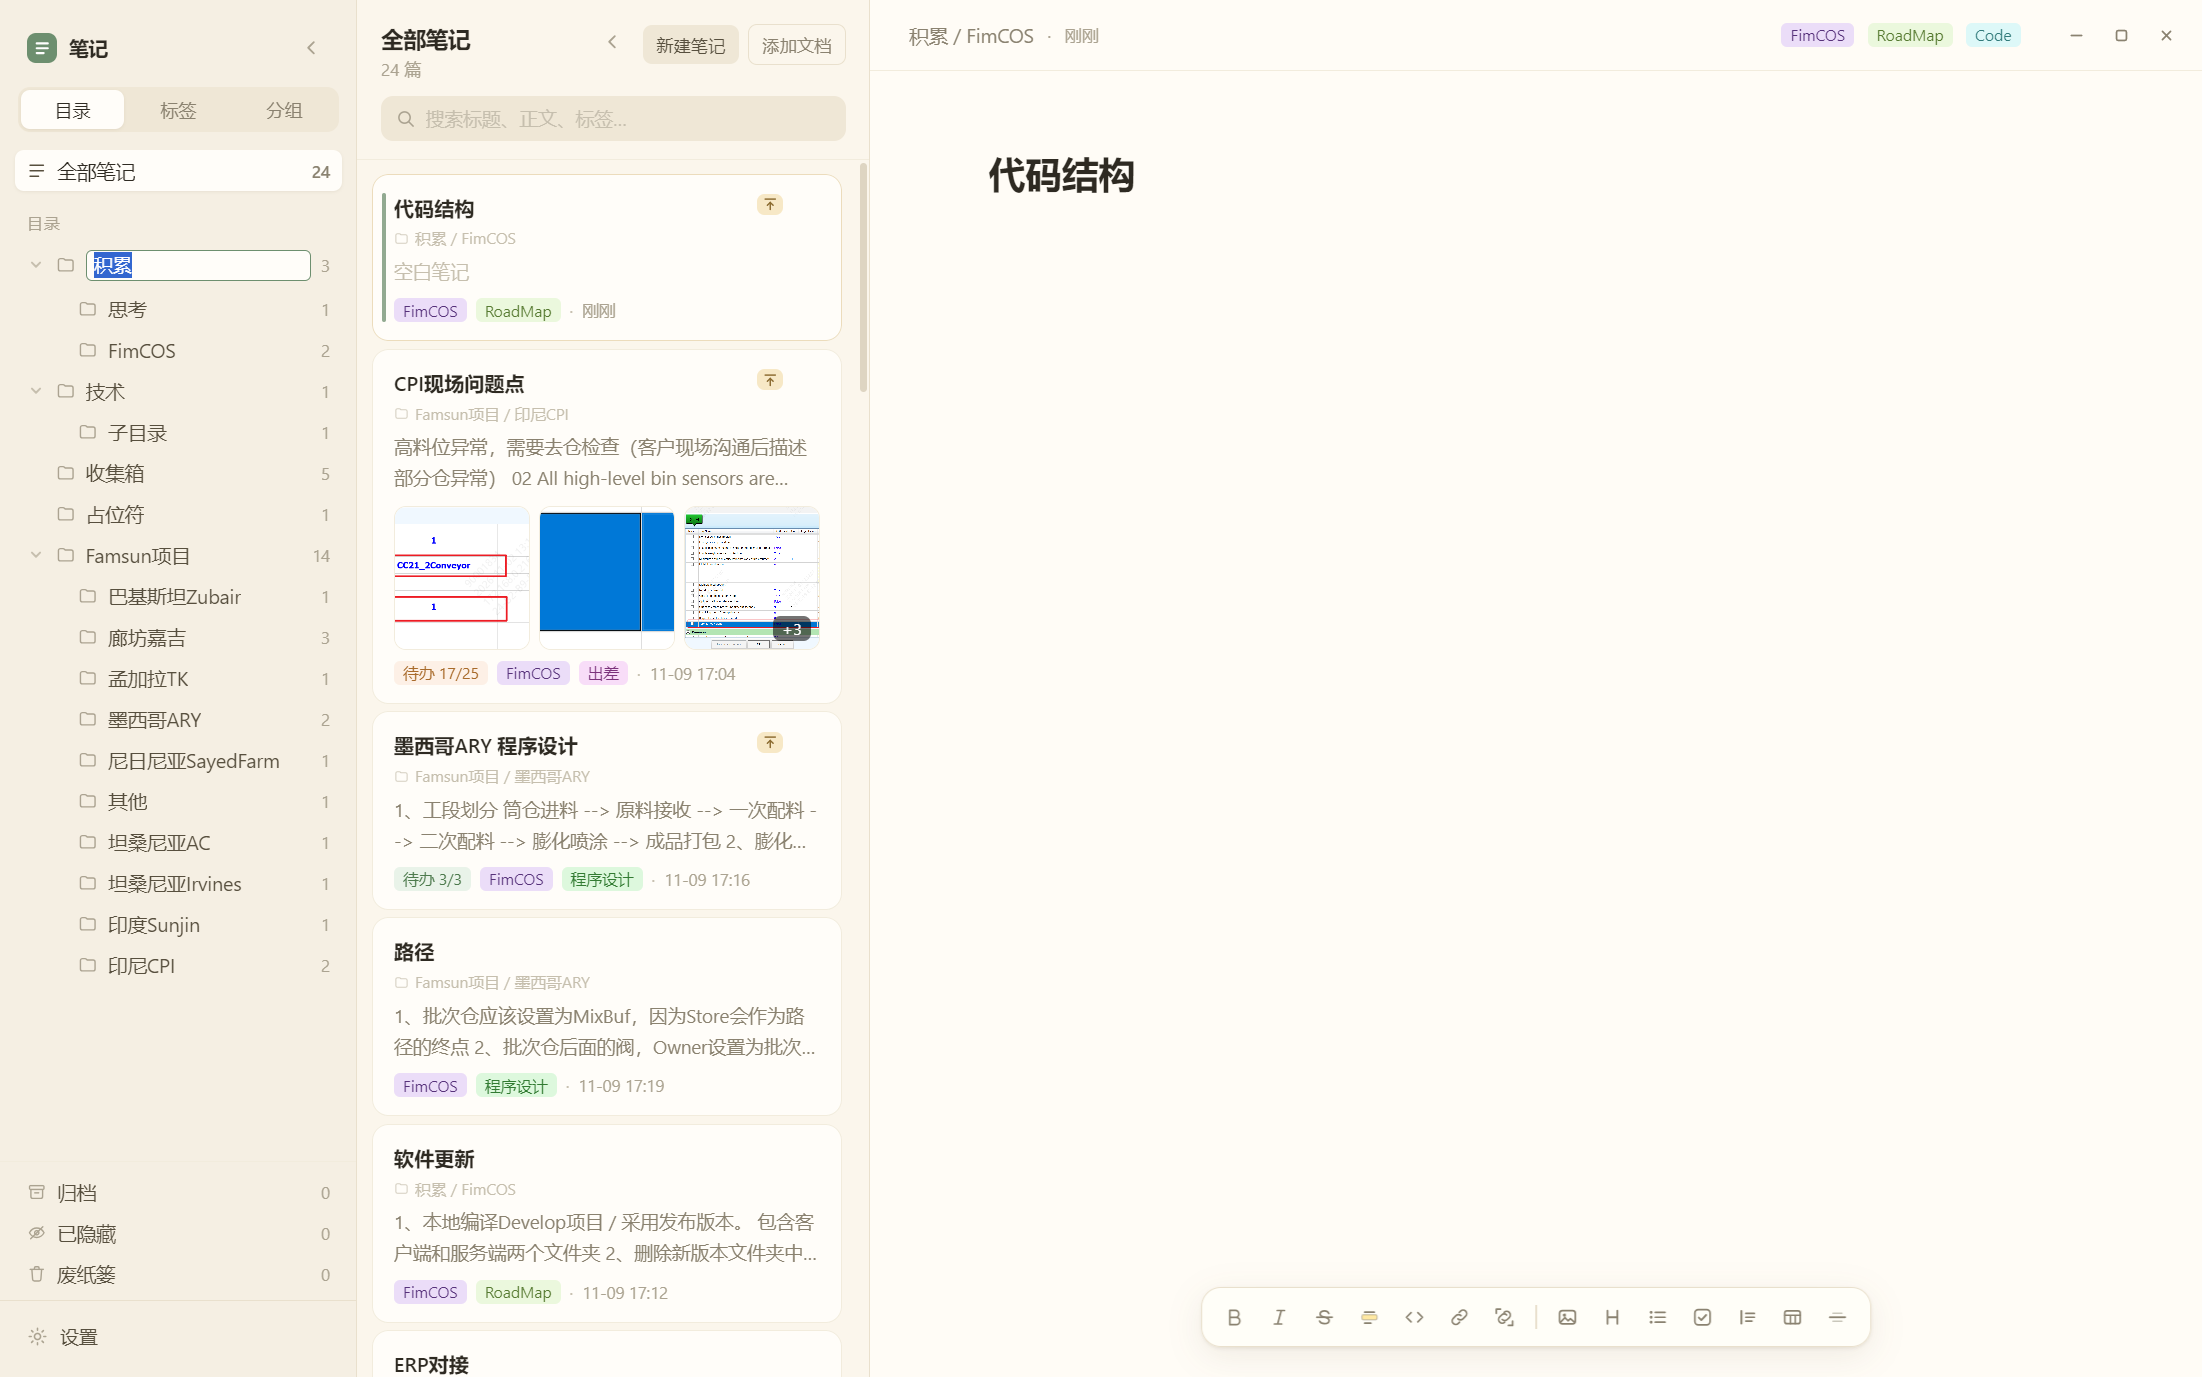 笔记
目录
标签
分组
全部笔记 24
目录
积累 3
思考 1
FimCOS 2
技术 1
子目录 1
收集箱 5
占位符 1
Famsun项目 14
巴基斯坦Zubair 1
廊坊嘉吉 3
孟加拉TK 1
墨西哥ARY 2
尼日尼亚SayedFarm 1
其他 1
坦桑尼亚AC 1
坦桑尼亚Irvines 1
印度Sunjin 1
印尼CPI 2
归档 0
已隐藏 0
废纸篓 0
设置
全部笔记
24 篇
新建笔记
添加文档
搜索标题、正文、标签...
代码结构
积累 / FimCOS
空白笔记
FimCOS RoadMap · 刚刚
CPI现场问题点
Famsun项目 / 印尼CPI
高料位异常，需要去仓检查（客户现场沟通后描述
部分仓异常） 02 All high-level bin sensors are...
1
CC21_2Conveyor
1
+3
待办 17/25 FimCOS 出差 · 11-09 17:04
墨西哥ARY 程序设计
Famsun项目 / 墨西哥ARY
1、工段划分 筒仓进料 --> 原料接收 --> 一次配料 -
-> 二次配料 --> 膨化喷涂 --> 成品打包 2、膨化...
待办 3/3 FimCOS 程序设计 · 11-09 17:16
路径
Famsun项目 / 墨西哥ARY
1、批次仓应该设置为MixBuf，因为Store会作为路
径的终点 2、批次仓后面的阀，Owner设置为批次...
FimCOS 程序设计 · 11-09 17:19
软件更新
积累 / FimCOS
1、本地编译Develop项目 / 采用发布版本。 包含客
户端和服务端两个文件夹 2、删除新版本文件夹中...
FimCOS RoadMap · 11-09 17:12
ERP对接
积累 / FimCOS · 刚刚
FimCOS RoadMap Code
代码结构